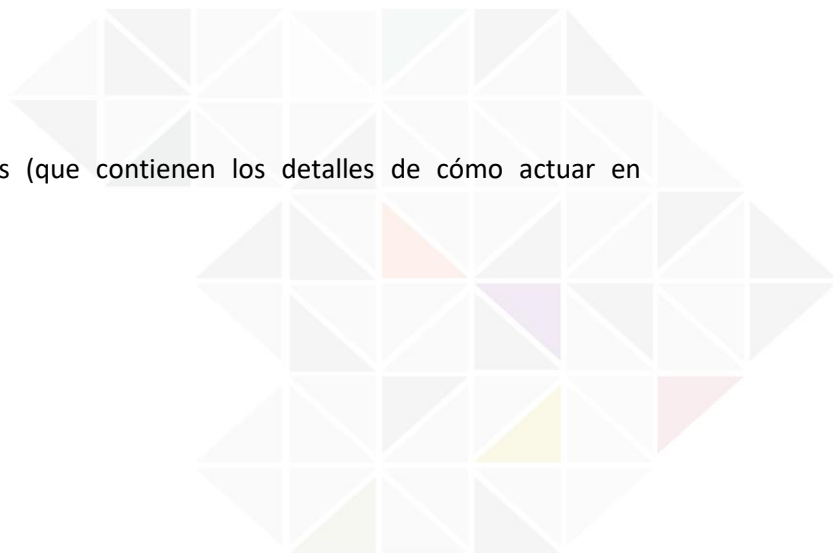 (que contienen los detalles de cómo actuar en